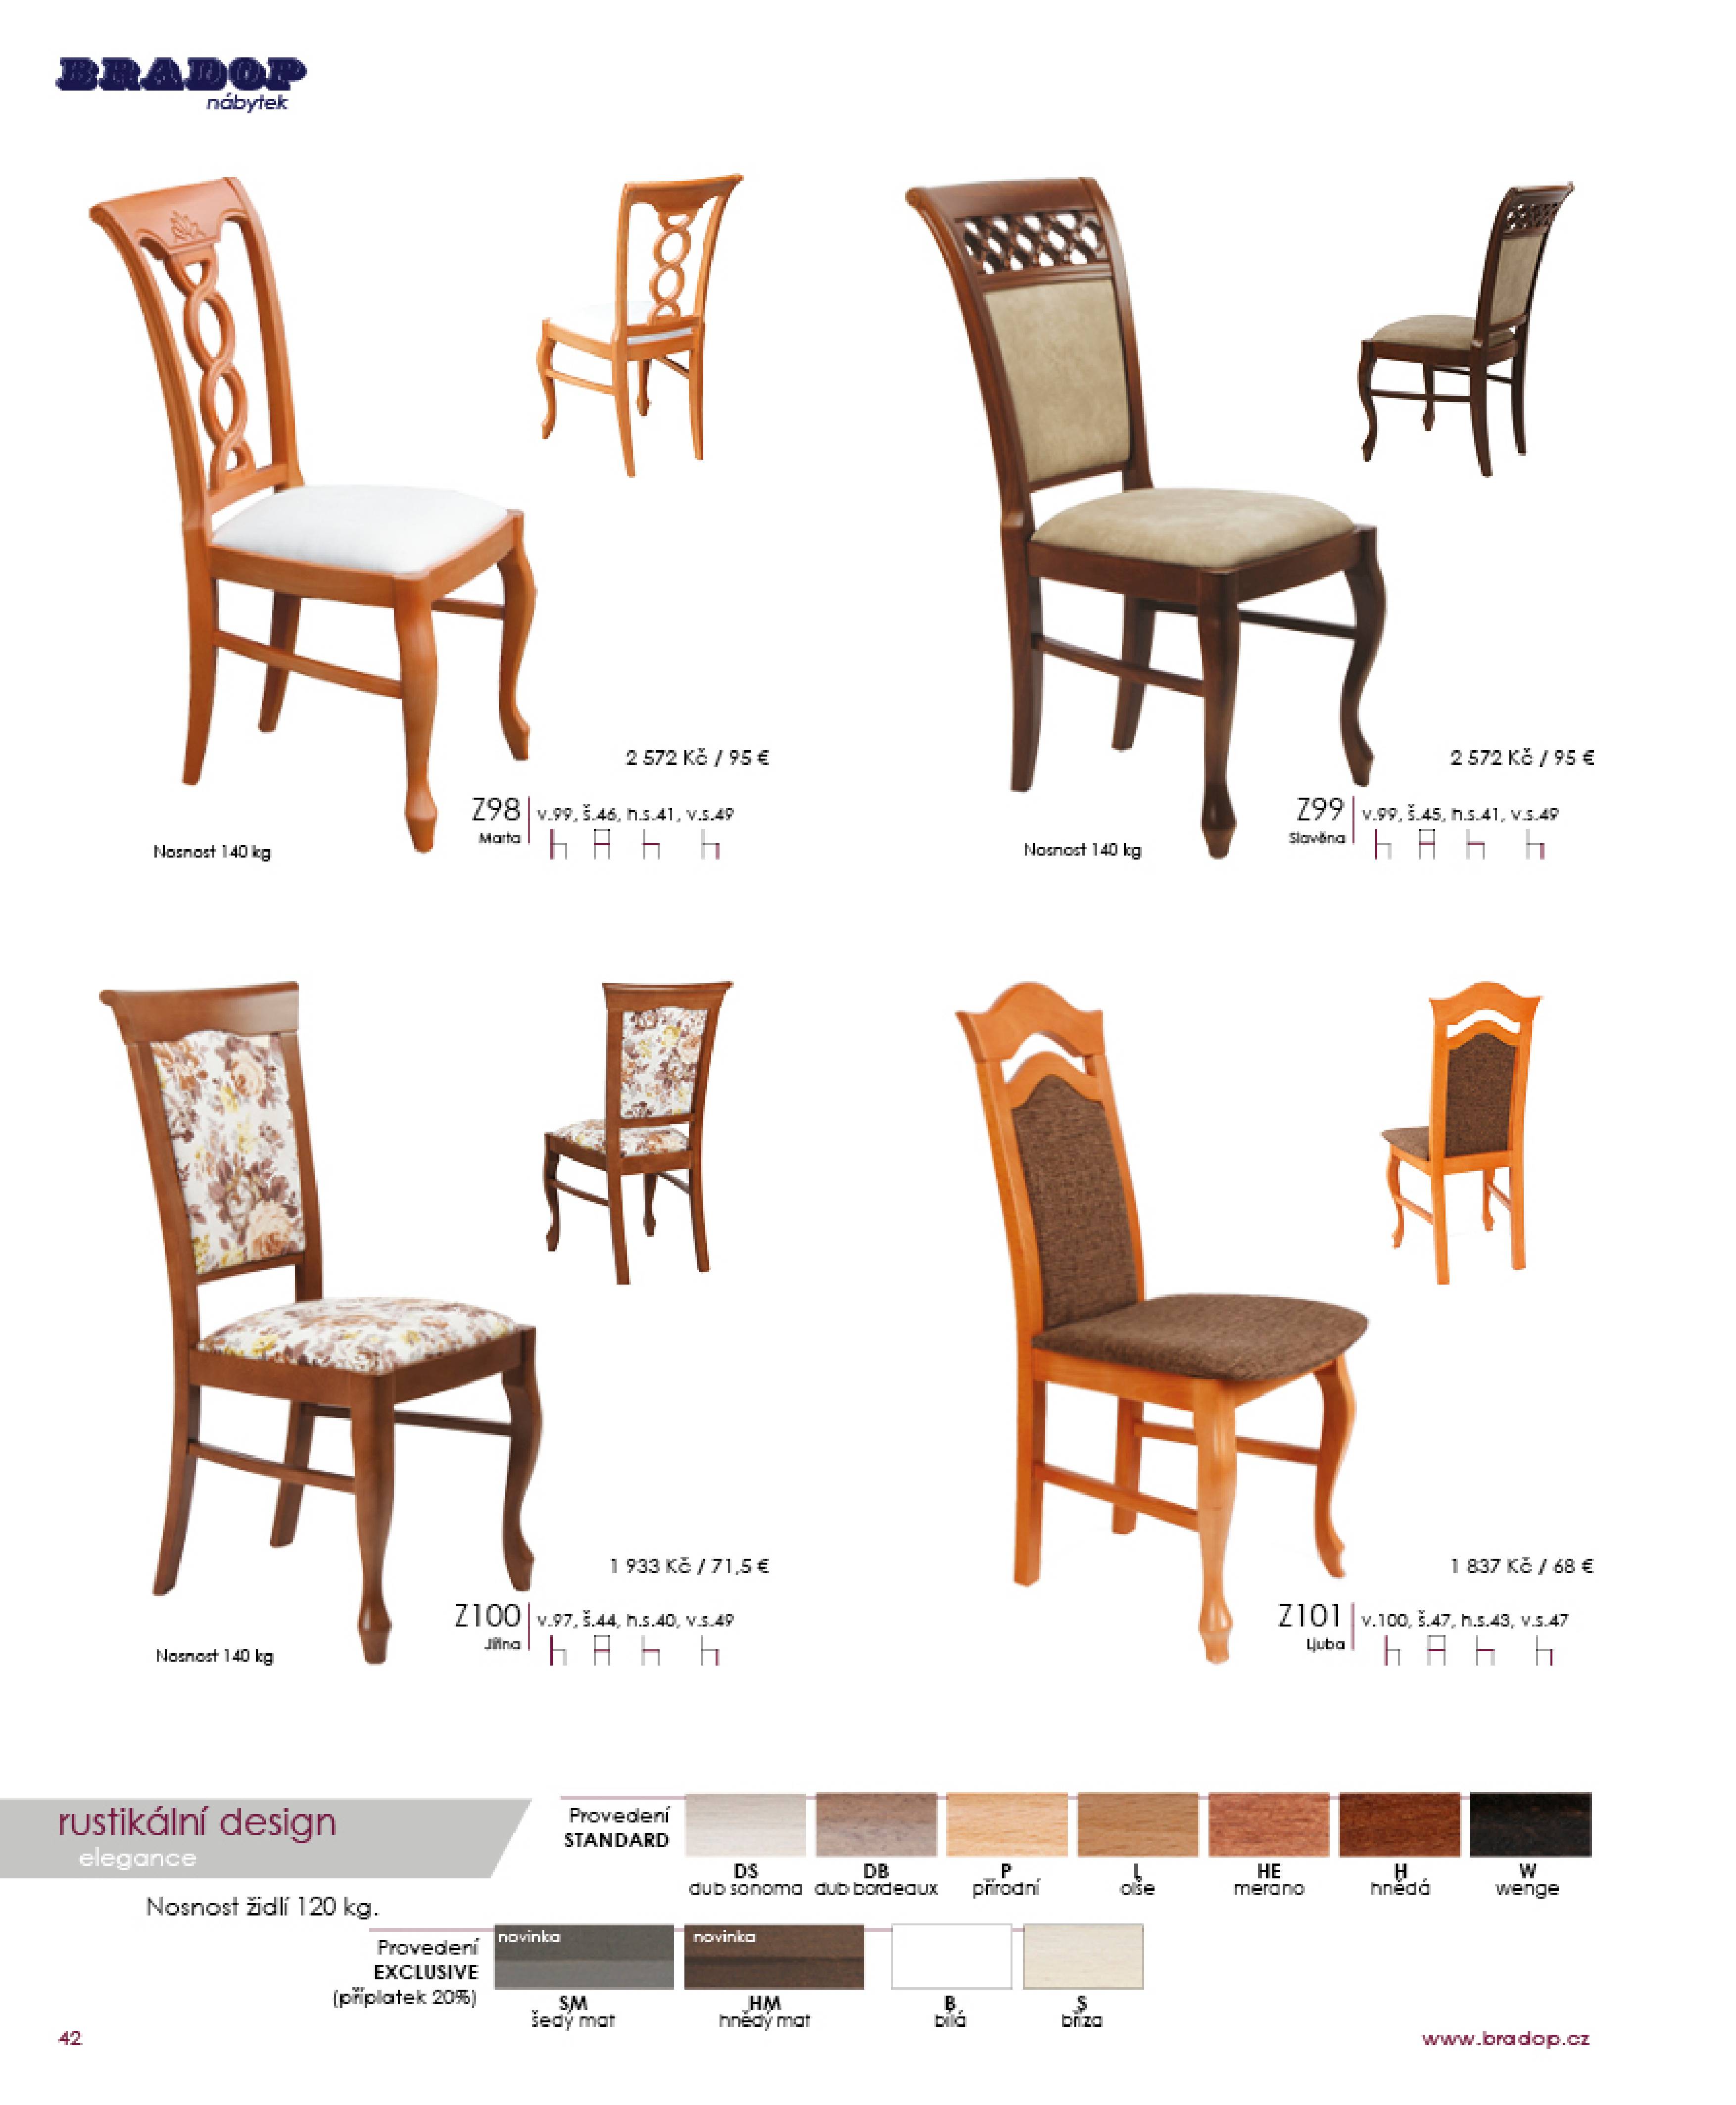 BRADOP
nábytek
2 572 Kč / 95 €
Z98
v.99, š.46, h.s.41, v.s.49
Marta
Nosnost 140 kg
2 572 Kč / 95 €
Z99
v.99, š.45, h.s.41, v.s.49
Slavěna
Nosnost 140 kg
1 933 Kč / 71,5 €
Z100
v.97, š.44, h.s.40, v.s.49
Jiřina
Nosnost 140 kg
1 837 Kč / 68 €
Z101
v.100, š.47, h.s.43, v.s.47
Ljuba
rustikální design
elegance
Nosnost židlí 120 kg.
Provedení
STANDARD
DS
dub sonoma
DB
dub bordeaux
P
přírodní
L
olše
HE
merano
H
hnědá
W
wenge
Provedení
EXCLUSIVE
(příplatek 20%)
novinka
SM
šedý mat
novinka
HM
hnědý mat
B
bílá
S
bříza
42
www.bradop.cz